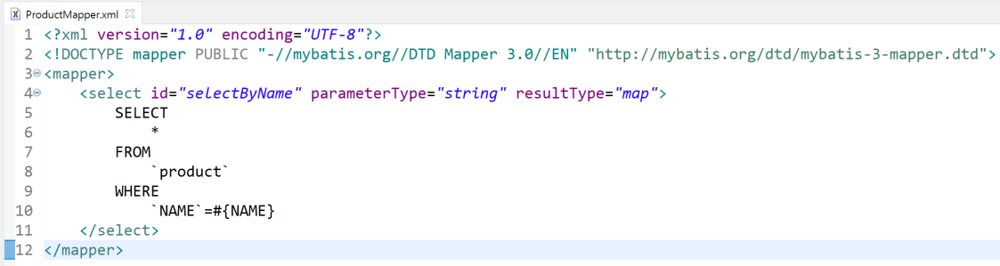 ProductMapper.xml
1 <?xml version="1.0" encoding="UTF-8"?>
2 <!DOCTYPE mapper PUBLIC "-//mybatis.org//DTD Mapper 3.0//EN" "http://mybatis.org/dtd/mybatis-3-mapper.dtd">
3 <mapper>
4     <select id="selectByName" parameterType="string" resultType="map">
5         SELECT
6             *
7         FROM
8             `product`
9         WHERE
10             `NAME`=#{NAME}
11     </select>
12 </mapper>